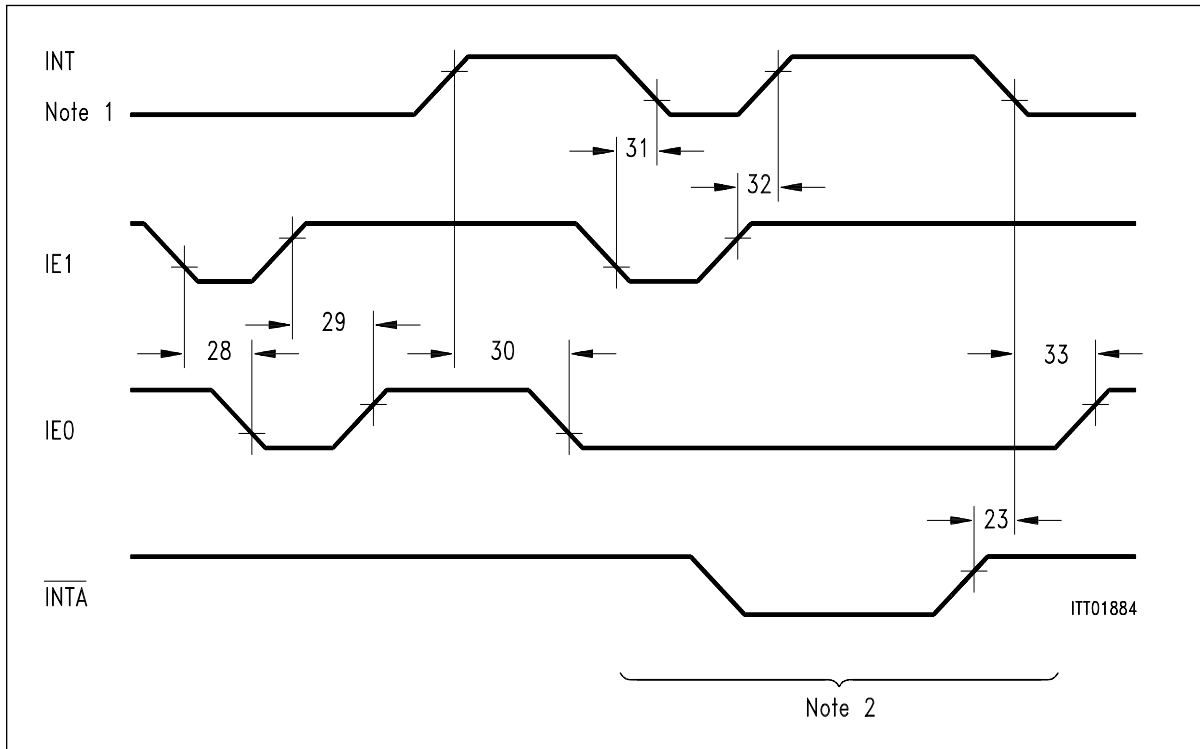 INT
Note 1
31
32
IE1
29
28
30
33
IE0
23
INTA
ITT01884
Note 2